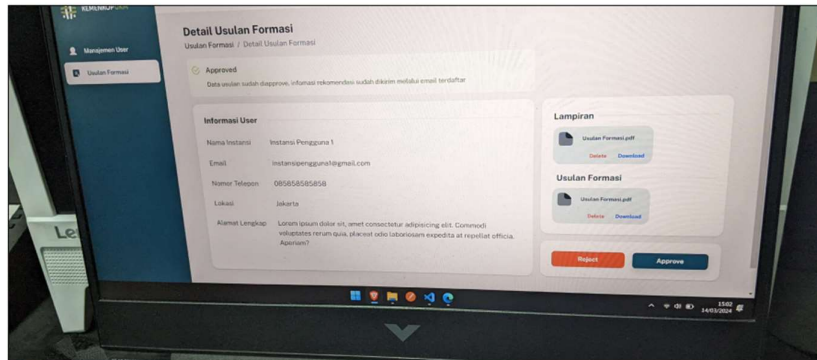 KEMENKOPUKM
Detail Usulan Formasi
Usulan Formasi / Detail Usulan Formasi
Manajemen User
Usulan Formasi
Approved
Data usulan sudah diapprove, infomasi rekomendasi sudah dikirim melalui email terdaftar
Informasi User
Nama Instansi Instansi Pengguna 1
Email instansipengguna1@gmail.com
Nomor Telepon 085858585858
Lokasi Jakarta
Alamat Lengkap Lorem ipsum dolor sit, amet consectetur adipisicing elit. Commodi
voluptates rerum quia, placeat odio laboriosam expedita at repellat officia.
Aperiam?
Lampiran
Usulan Formasi.pdf
Delete Download
Usulan Formasi
Usulan Formasi.pdf
Delete Download
Reject Approve
15:02
14/03/2024
Le